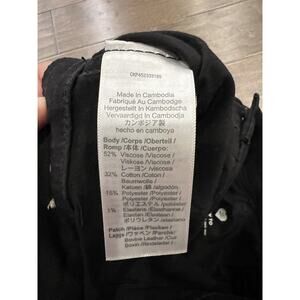 Made in Cambodia
Fabriqué Au Cambodge
Hergestellt In Kambodscha
Vervaardigd In Cambodja
カンボジア製
hecho en camboya
Body/Corps/Oberteil/
Romp/本体/Cuerpo:
52% Viscose/Viscose/
Viskose/Viscose/
レーヨン/viscosa
32% Cotton/Coton/
Baumwolle/
Katoen/綿/algodón
15% Polyester/Polyester/
Polyester/Polyester/
ポリエステル/poliéster
1% Elastane/Elasthanne/
Elastan/Elastaan/
ポリウレタン/elastano
Patch/Pièce/Flicken/
Lapje/ワッペン/Parche:
Bovine Leather/Cuir